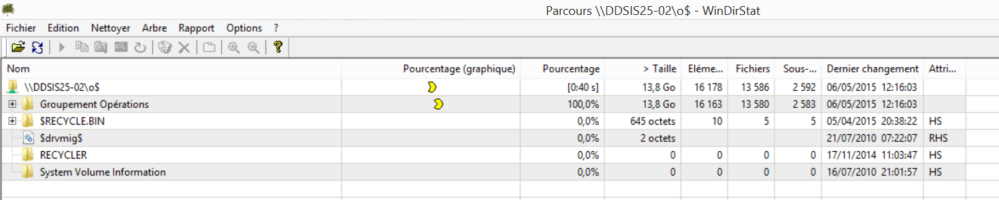 Parcours \\DDSIS25-02\o$ - WinDirStat
Fichier Edition Nettoyer Arbre Rapport Options ?
Nom Pourcentage (graphique) Pourcentage > Taille Eléme... Fichiers Sous-... Dernier changement Attri...
\\DDSIS25-02\o$ [0:40 s] 13,8 Go 16 178 13 586 2 592 06/05/2015 12:16:03
Groupement Opérations 100,0% 13,8 Go 16 163 13 580 2 583 06/05/2015 12:16:03
$RECYCLE.BIN 0,0% 645 octets 10 5 5 05/04/2015 20:38:22 HS
$drvmig$ 0,0% 2 octets 21/07/2010 07:22:07 RHS
RECYCLER 0,0% 0 0 0 0 17/11/2014 11:03:47 HS
System Volume Information 0,0% 0 0 0 0 16/07/2010 21:01:57 HS